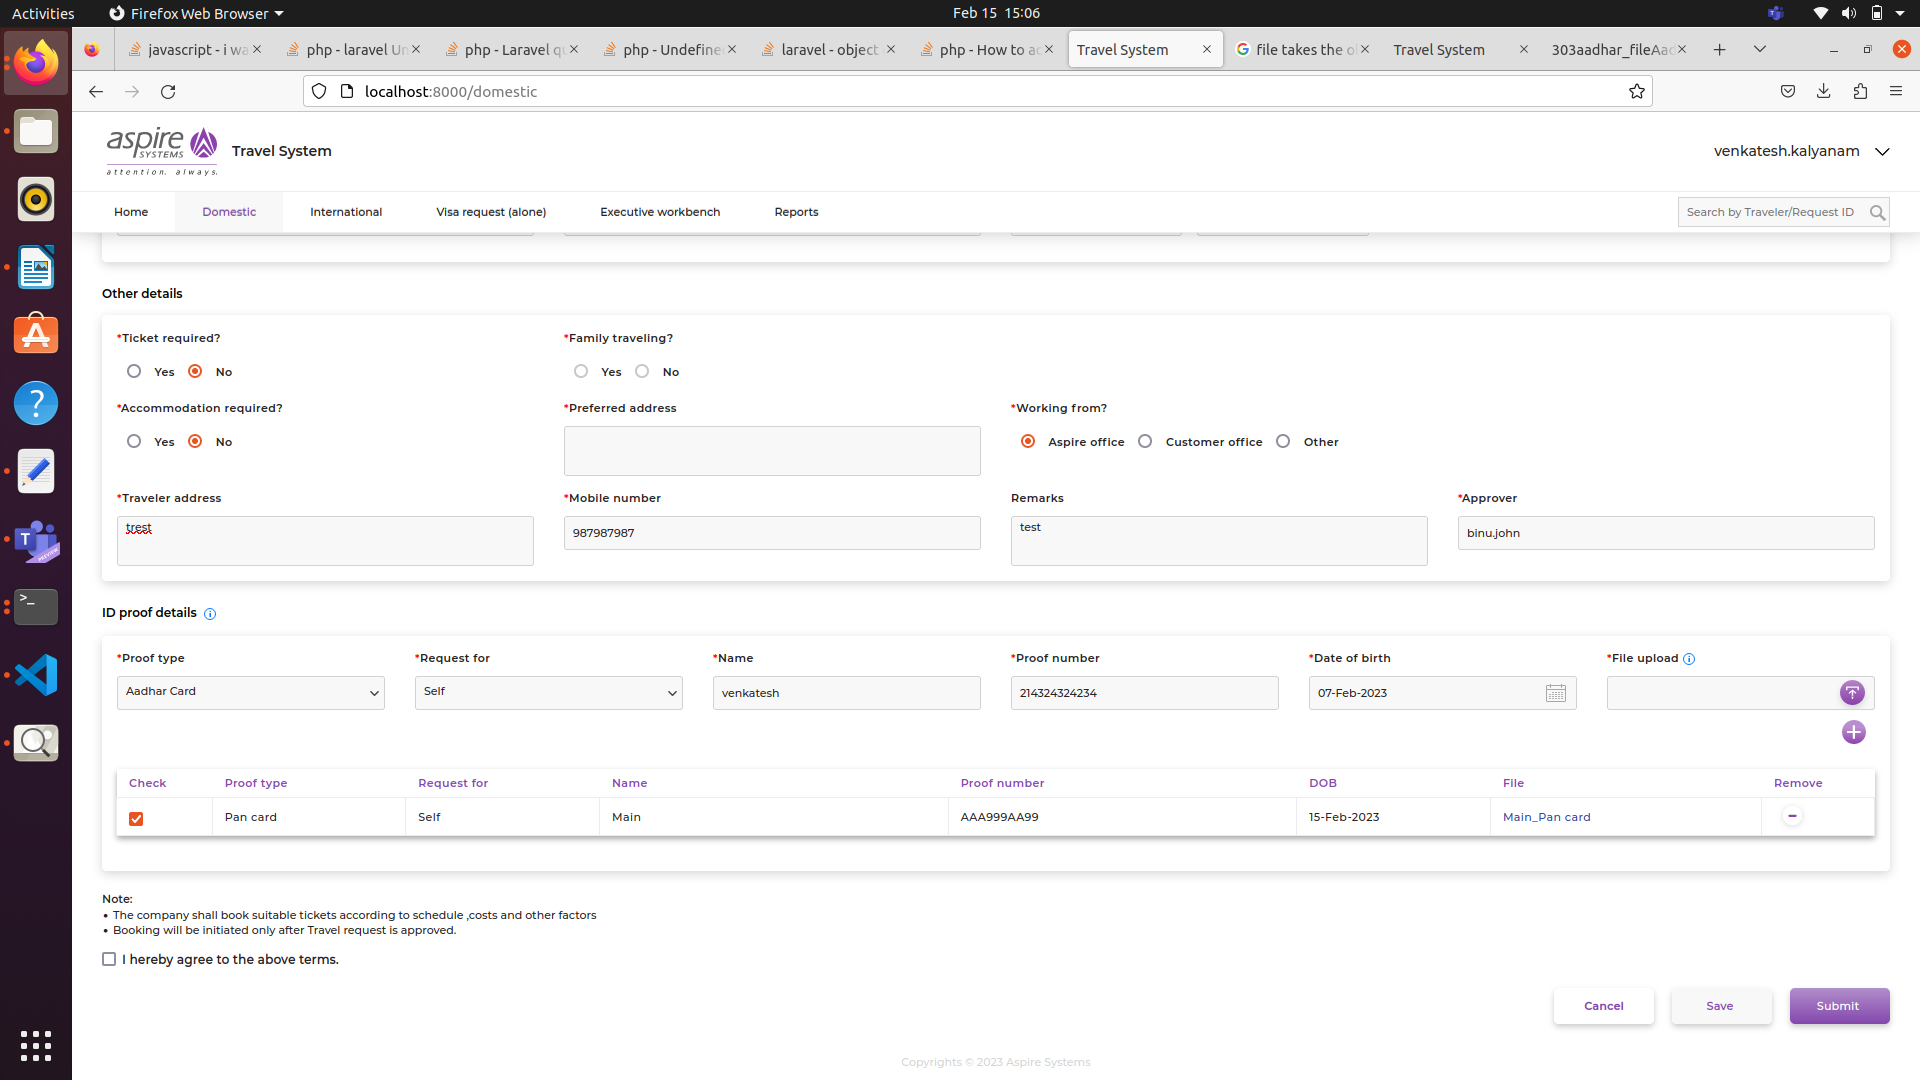 Activities
Firefox Web Browser
Feb 15 15:06
javascript - i wa
php - laravel Un
php - Laravel qu
php - Undefine
laravel - object
php - How to ac
Travel System
file takes the ol
Travel System
303aadhar_fileAad
localhost:8000/domestic
aspire
SYSTEMS
attention. always.
Travel System
venkatesh.kalyanam
Home
Domestic
International
Visa request (alone)
Executive workbench
Reports
Search by Traveler/Request ID
Other details
*Ticket required?
*Family traveling?
Yes No
Yes No
*Accommodation required?
*Preferred address
*Working from?
Yes No
Aspire office Customer office Other
*Traveler address
*Mobile number
Remarks
*Approver
trest
987987987
test
binu.john
ID proof details
*Proof type
*Request for
*Name
*Proof number
*Date of birth
*File upload
Aadhar Card
Self
venkatesh
214324324234
07-Feb-2023
Check Proof type Request for Name Proof number DOB File Remove
Pan card Self Main AAA999AA99 15-Feb-2023 Main_Pan card
Note:
• The company shall book suitable tickets according to schedule ,costs and other factors
• Booking will be initiated only after Travel request is approved.
I hereby agree to the above terms.
Cancel
Save
Submit
Copyrights © 2023 Aspire Systems